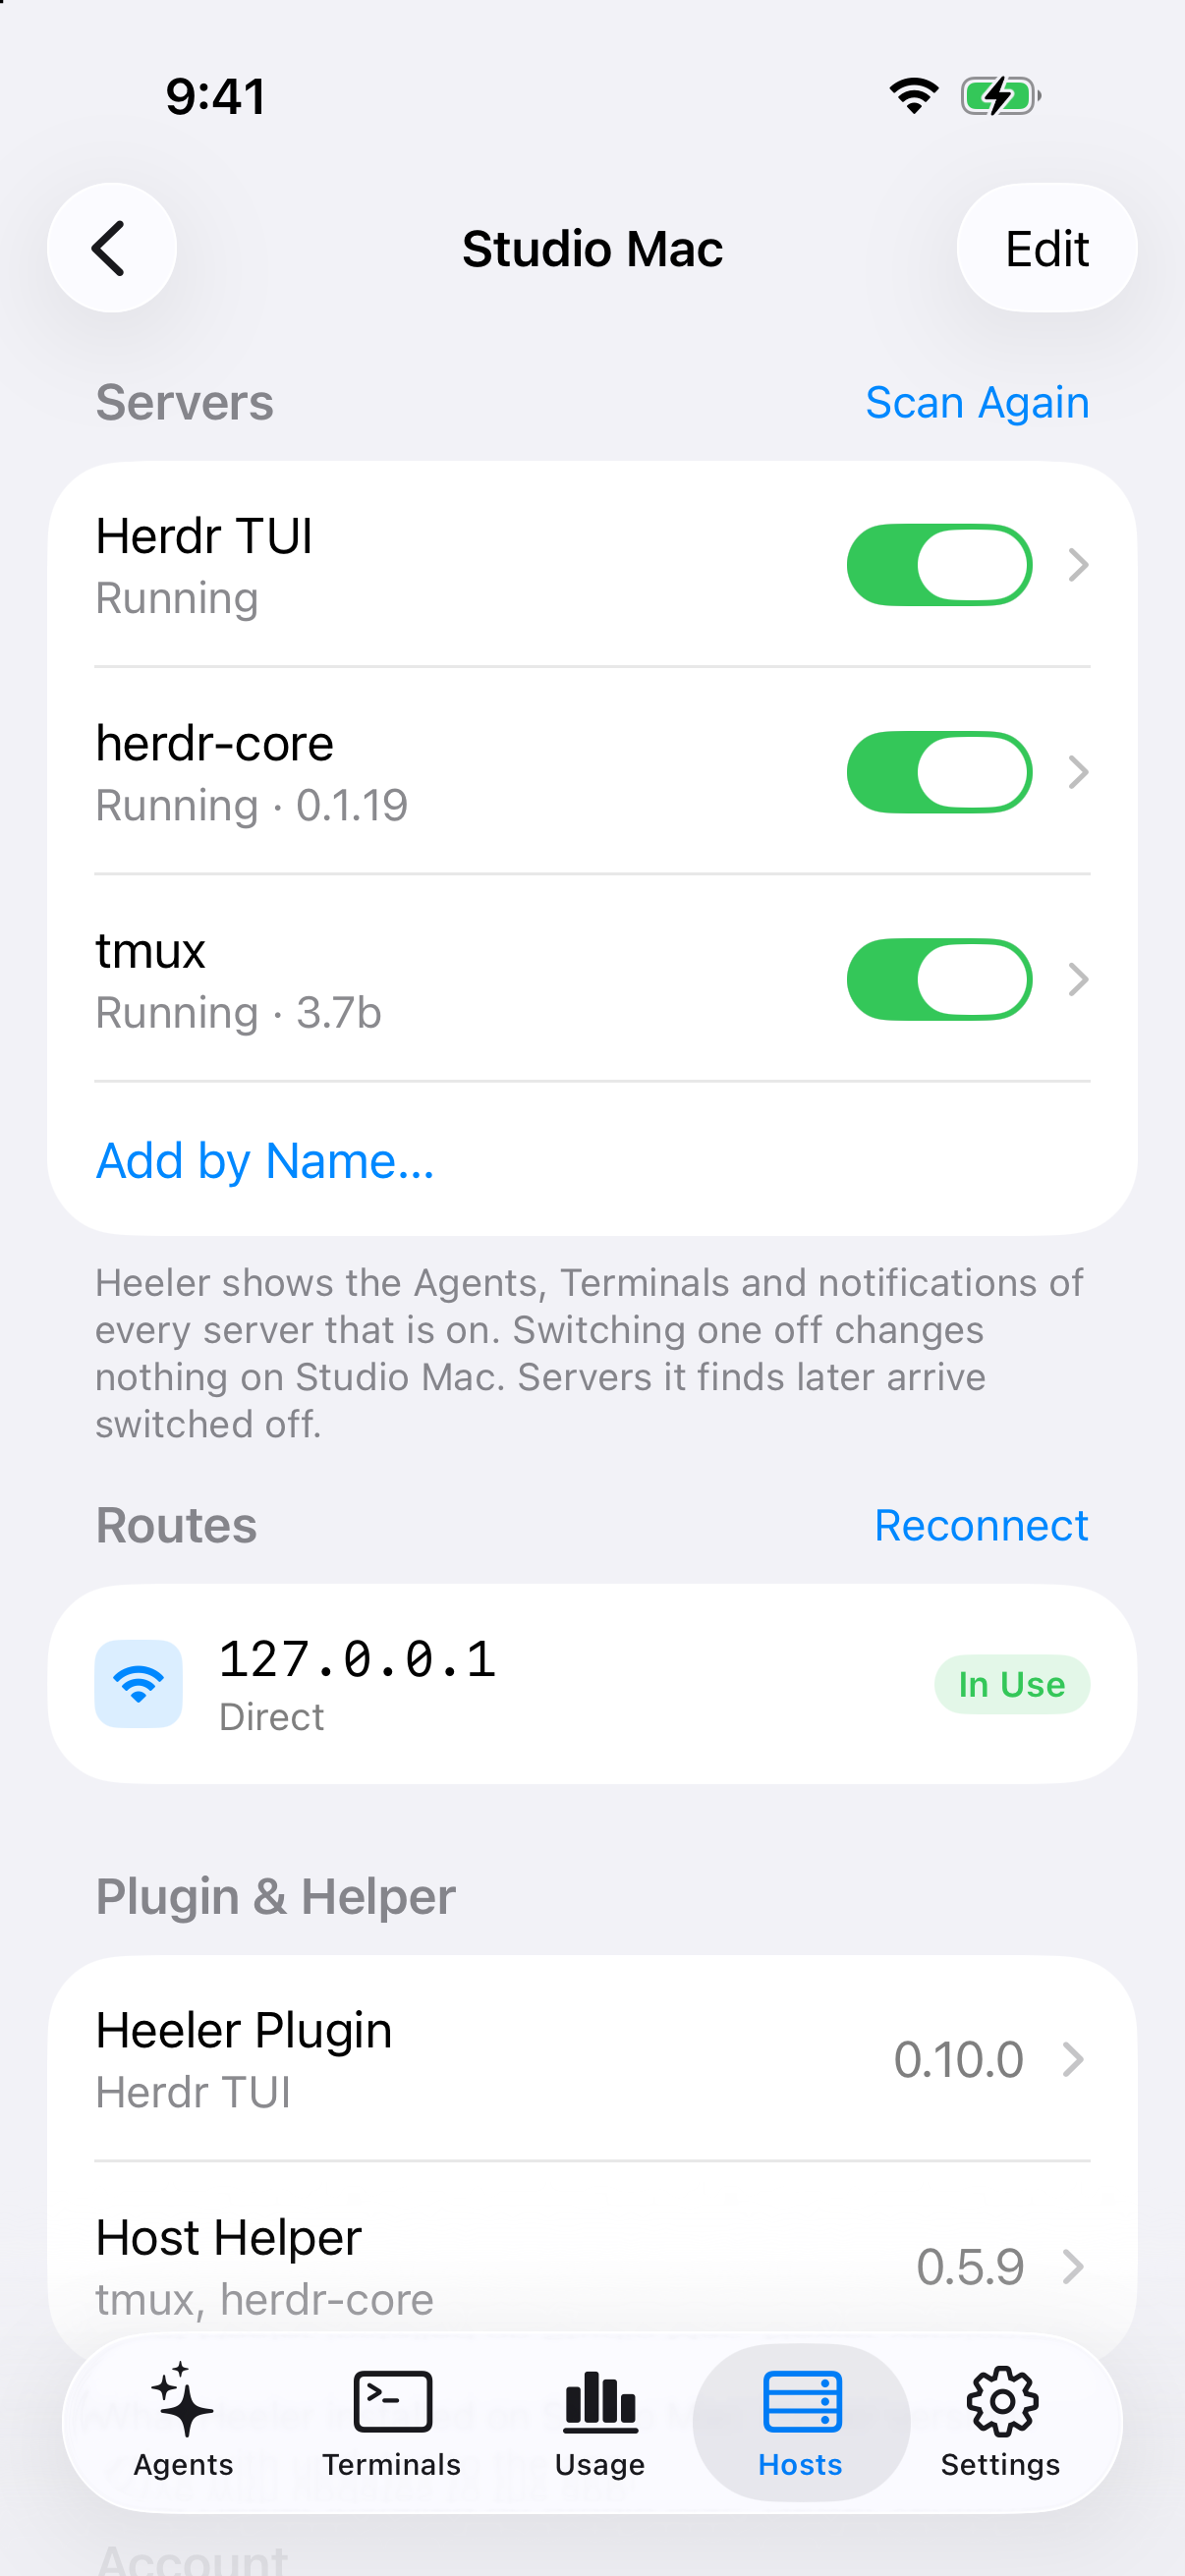 9:41
Studio Mac
Edit
Servers
Scan Again
Herdr TUI
Running
herdr-core
Running · 0.1.19
tmux
Running · 3.7b
Add by Name...
Heeler shows the Agents, Terminals and notifications of
every server that is on. Switching one off changes
nothing on Studio Mac. Servers it finds later arrive
switched off.
Routes
Reconnect
127.0.0.1
Direct
In Use
Plugin & Helper
Heeler Plugin
Herdr TUI
0.10.0
Host Helper
tmux, herdr-core
0.5.9
Agents
Terminals
Usage
Hosts
Settings
Account